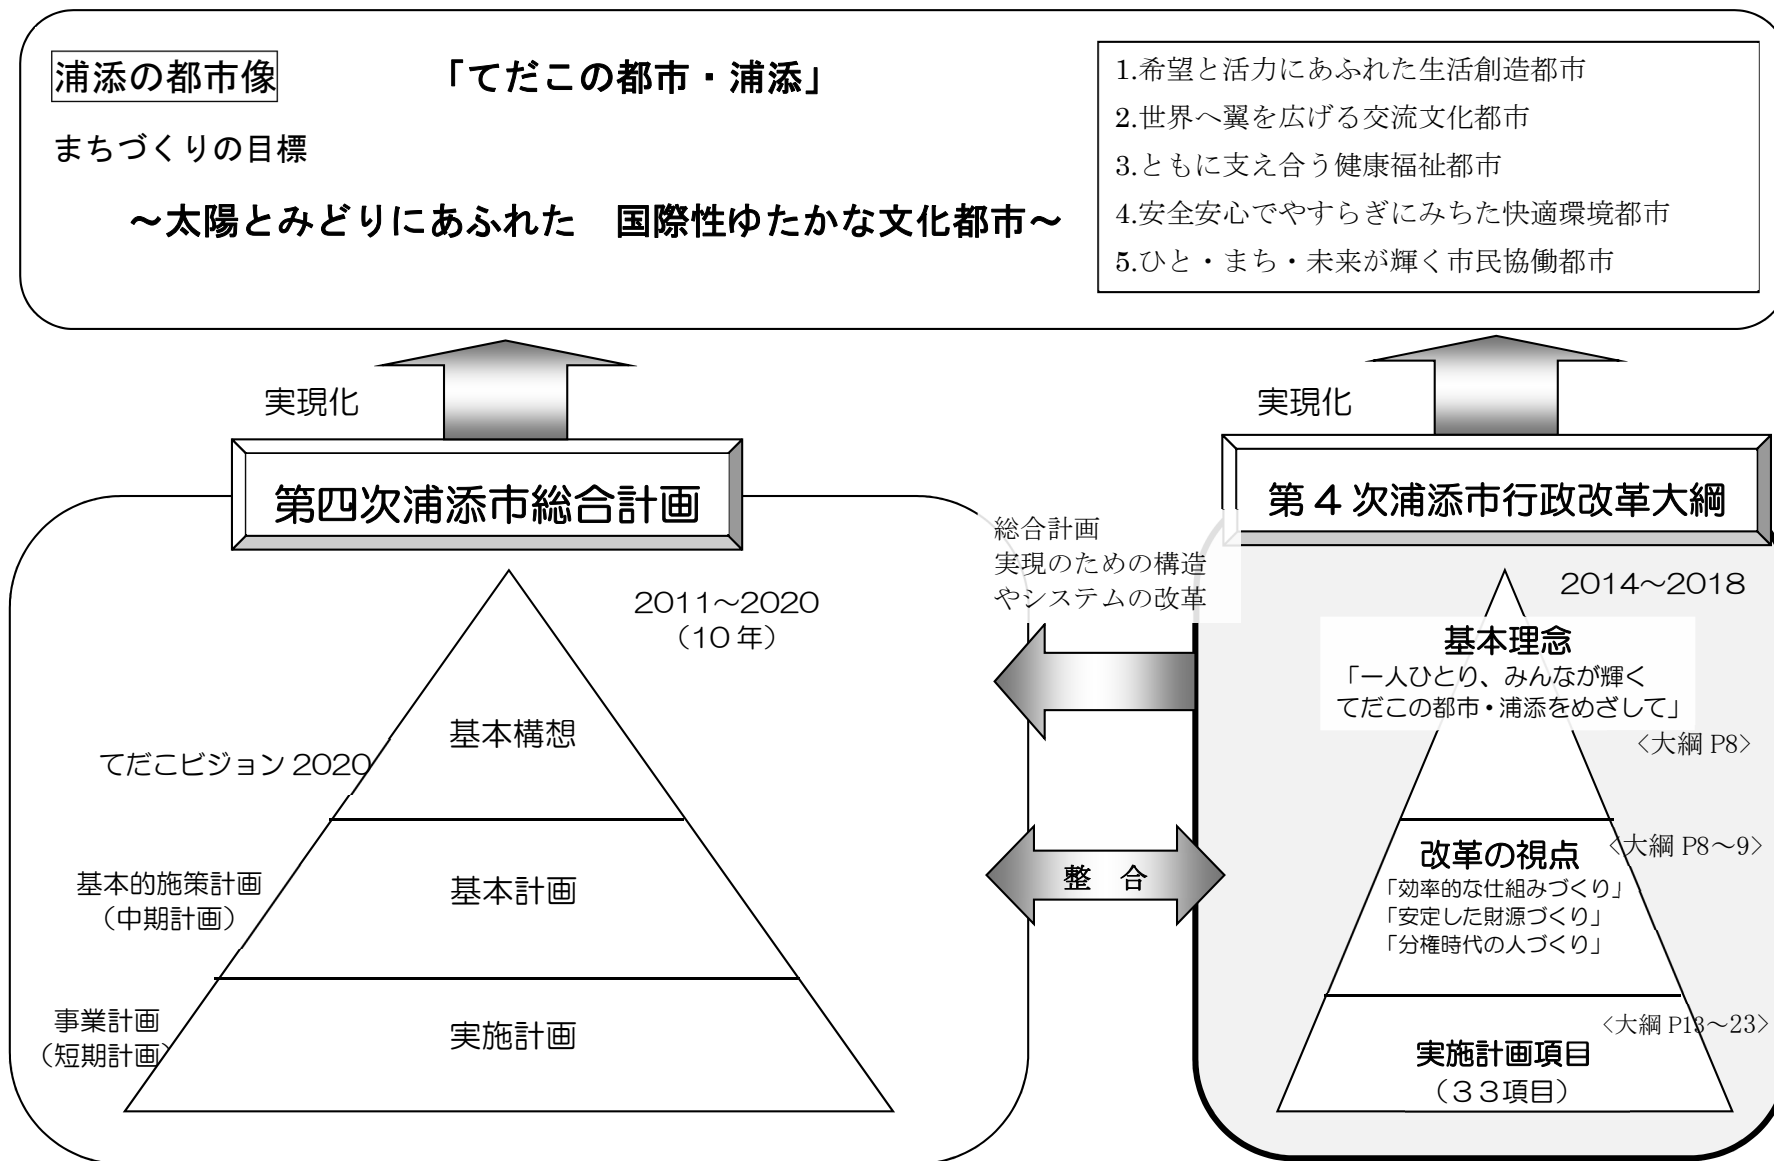 浦添の都市像
「てだこの都市・浦添」
まちづくりの目標
～太陽とみどりにあふれた　国際性ゆたかな文化都市～
1.希望と活力にあふれた生活創造都市
2.世界へ翼を広げる交流文化都市
3.ともに支え合う健康福祉都市
4.安全安心でやすらぎにみちた快適環境都市
5.ひと・まち・未来が輝く市民協働都市
実現化
実現化
第四次浦添市総合計画
2011～2020
（10年）
てだこビジョン 2020
基本構想
基本的施策計画
（中期計画）
基本計画
事業計画
（短期計画）
実施計画
総合計画
実現のための構造
やシステムの改革
整　合
第４次浦添市行政改革大綱
2014～2018
基本理念
「一人ひとり、みんなが輝く
てだこの都市・浦添をめざして」
＜大綱 P8＞
改革の視点
＜大綱 P8～9＞
「効率的な仕組みづくり」
「安定した財源づくり」
「分権時代の人づくり」
＜大綱 P13～23＞
実施計画項目
（３３項目）